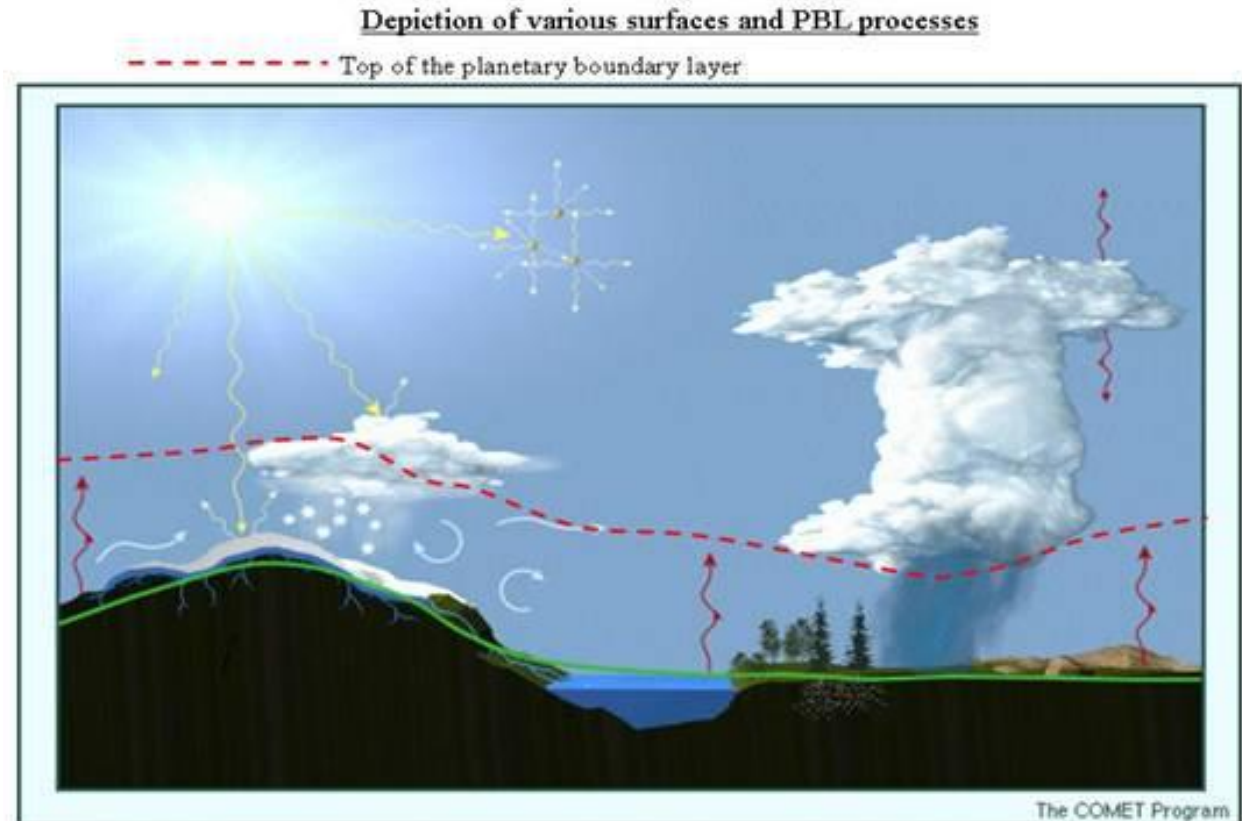 Depiction of various surfaces and PBL processes
Top of the planetary boundary layer
The COMET Program